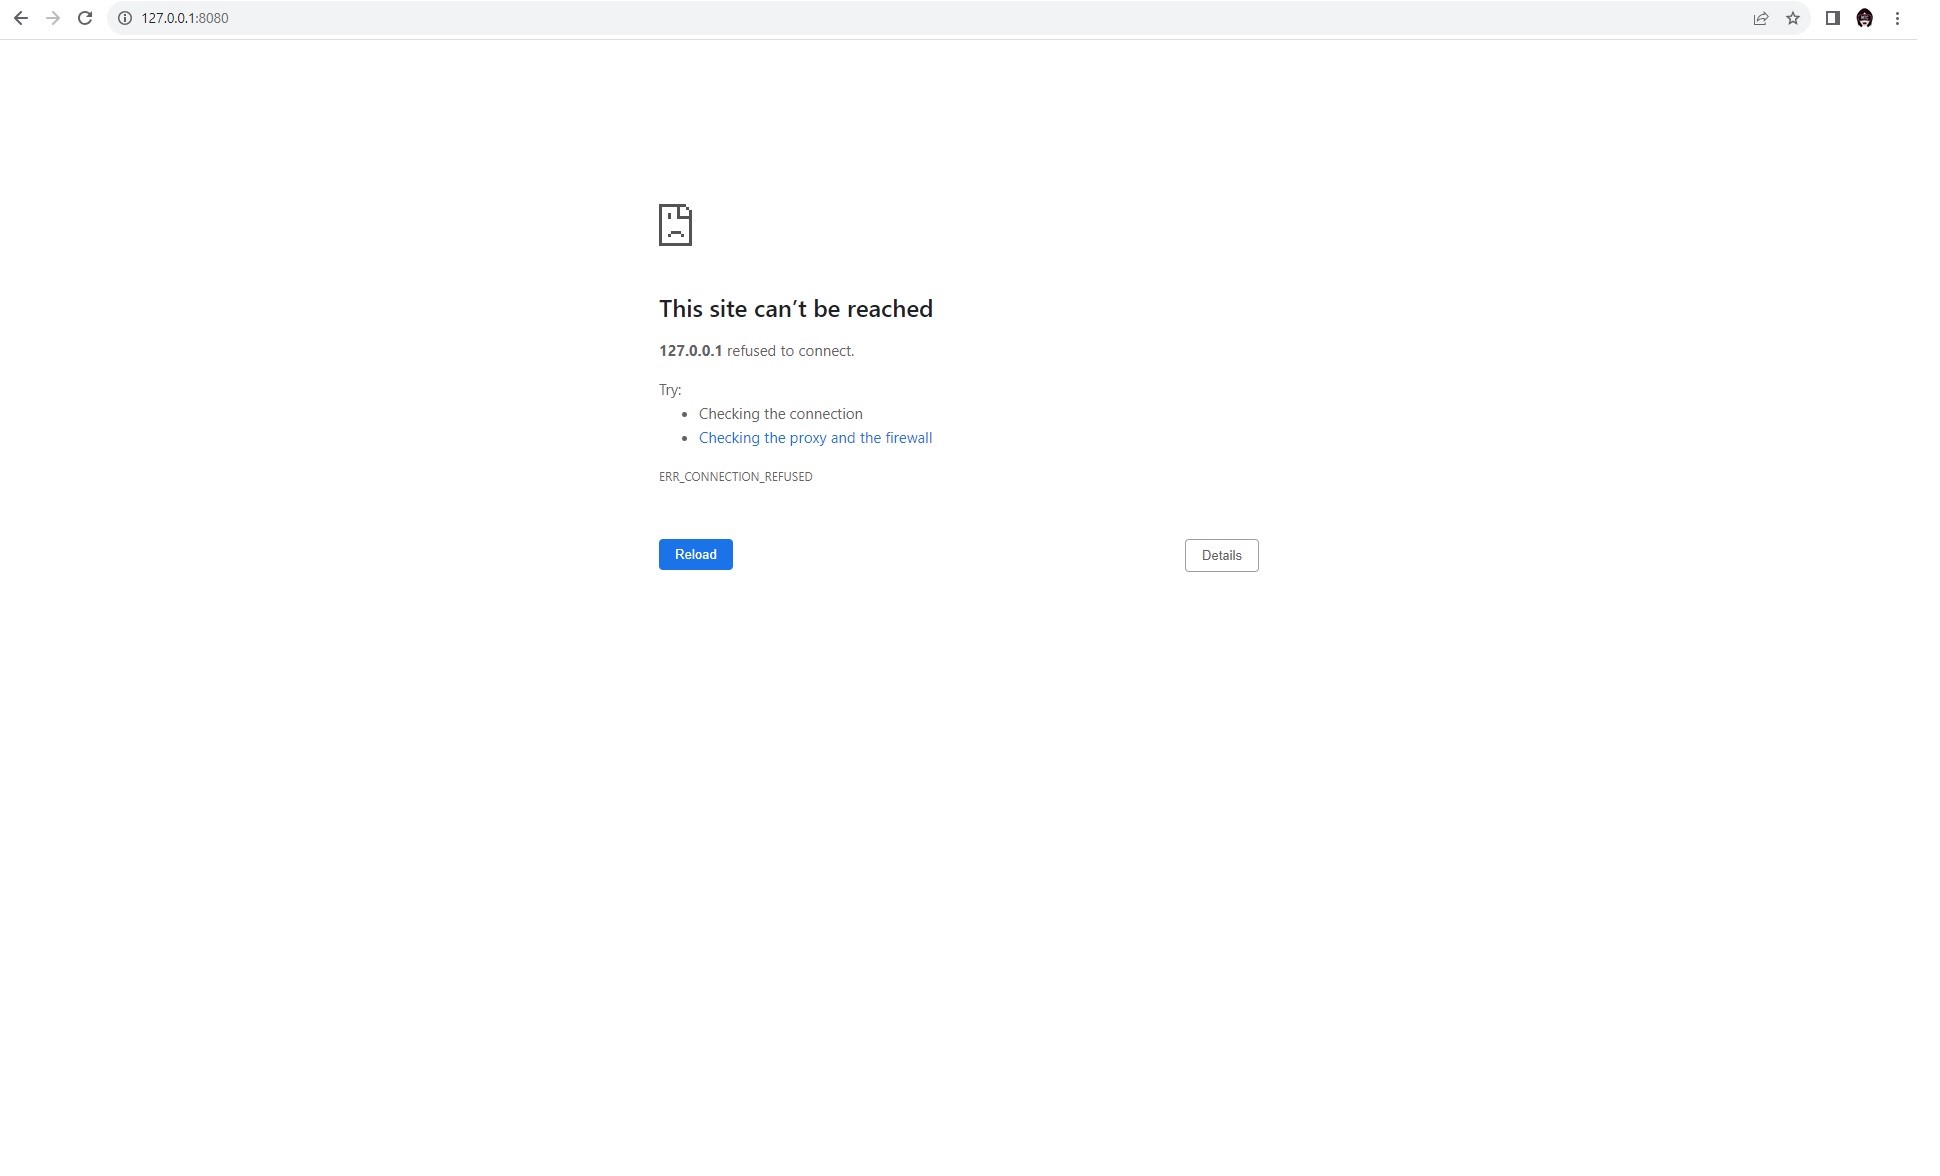 127.0.0.1:8080
This site can’t be reached
127.0.0.1 refused to connect.
Try:
• Checking the connection
• Checking the proxy and the firewall
ERR_CONNECTION_REFUSED
Reload
Details